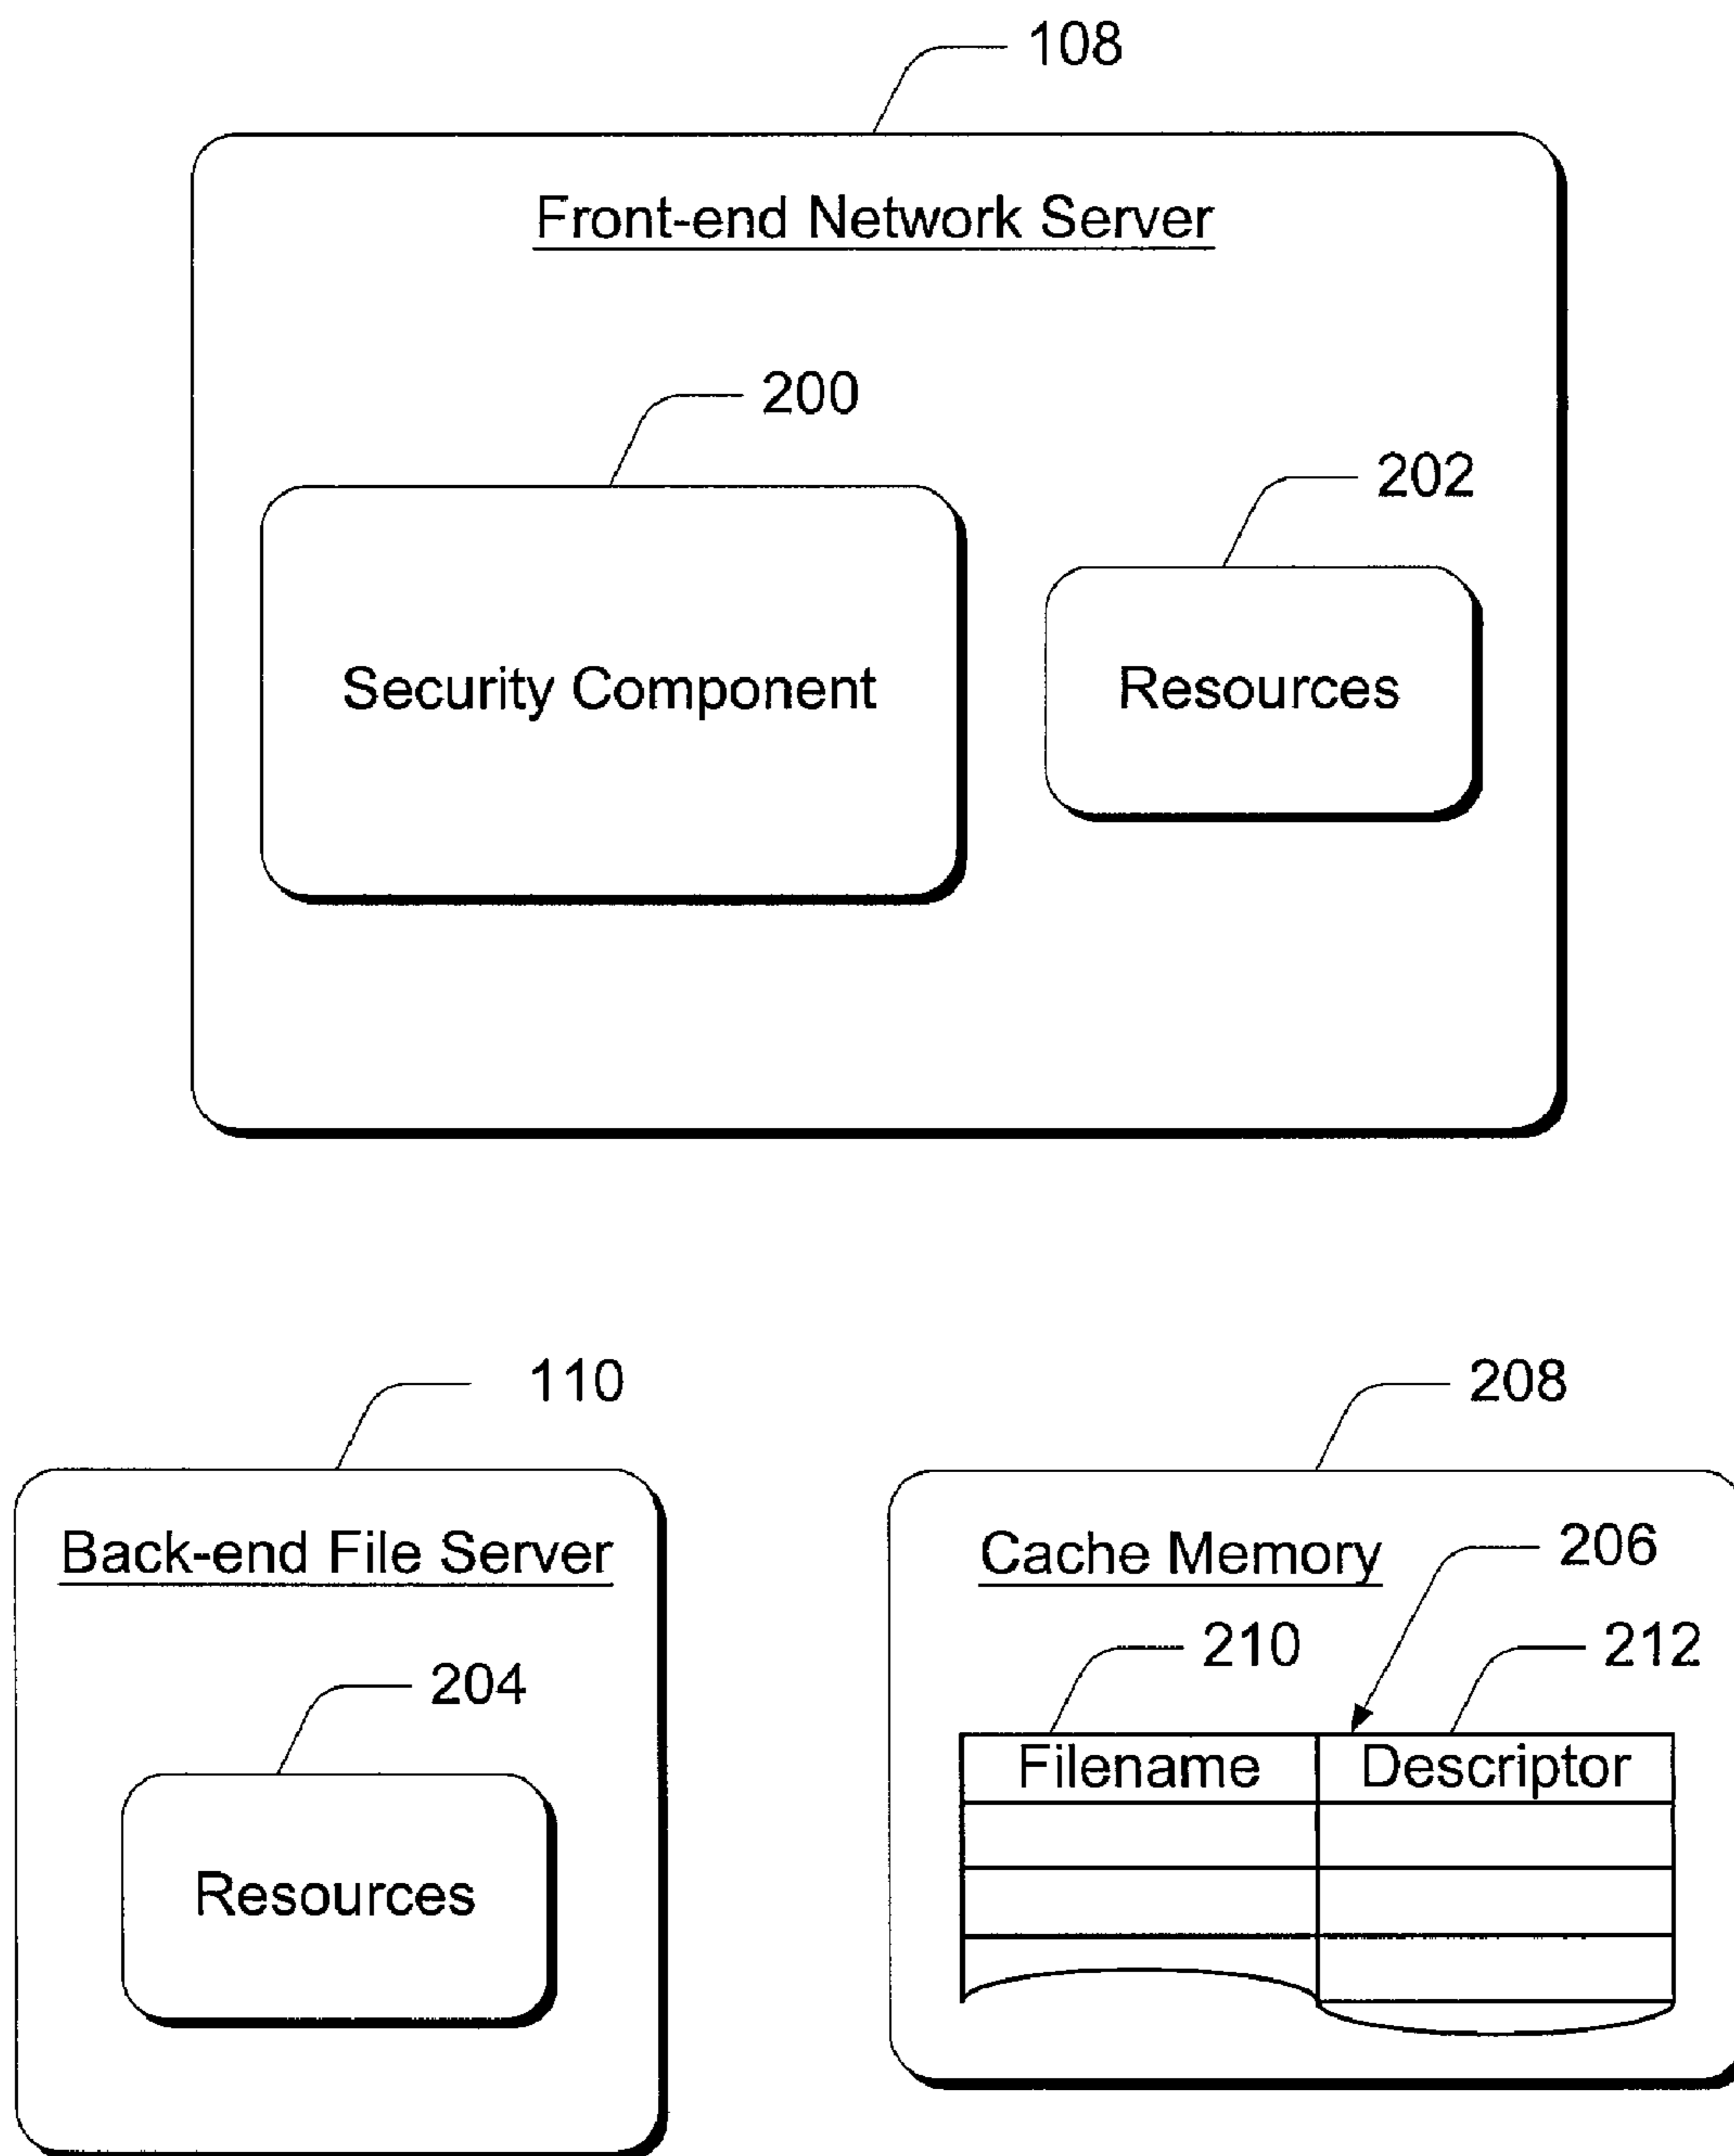 108
Front-end Network Server
200
202
Security Component
Resources
110
208
Back-end File Server
Cache Memory
206
210
212
204
Filename
Descriptor
Resources